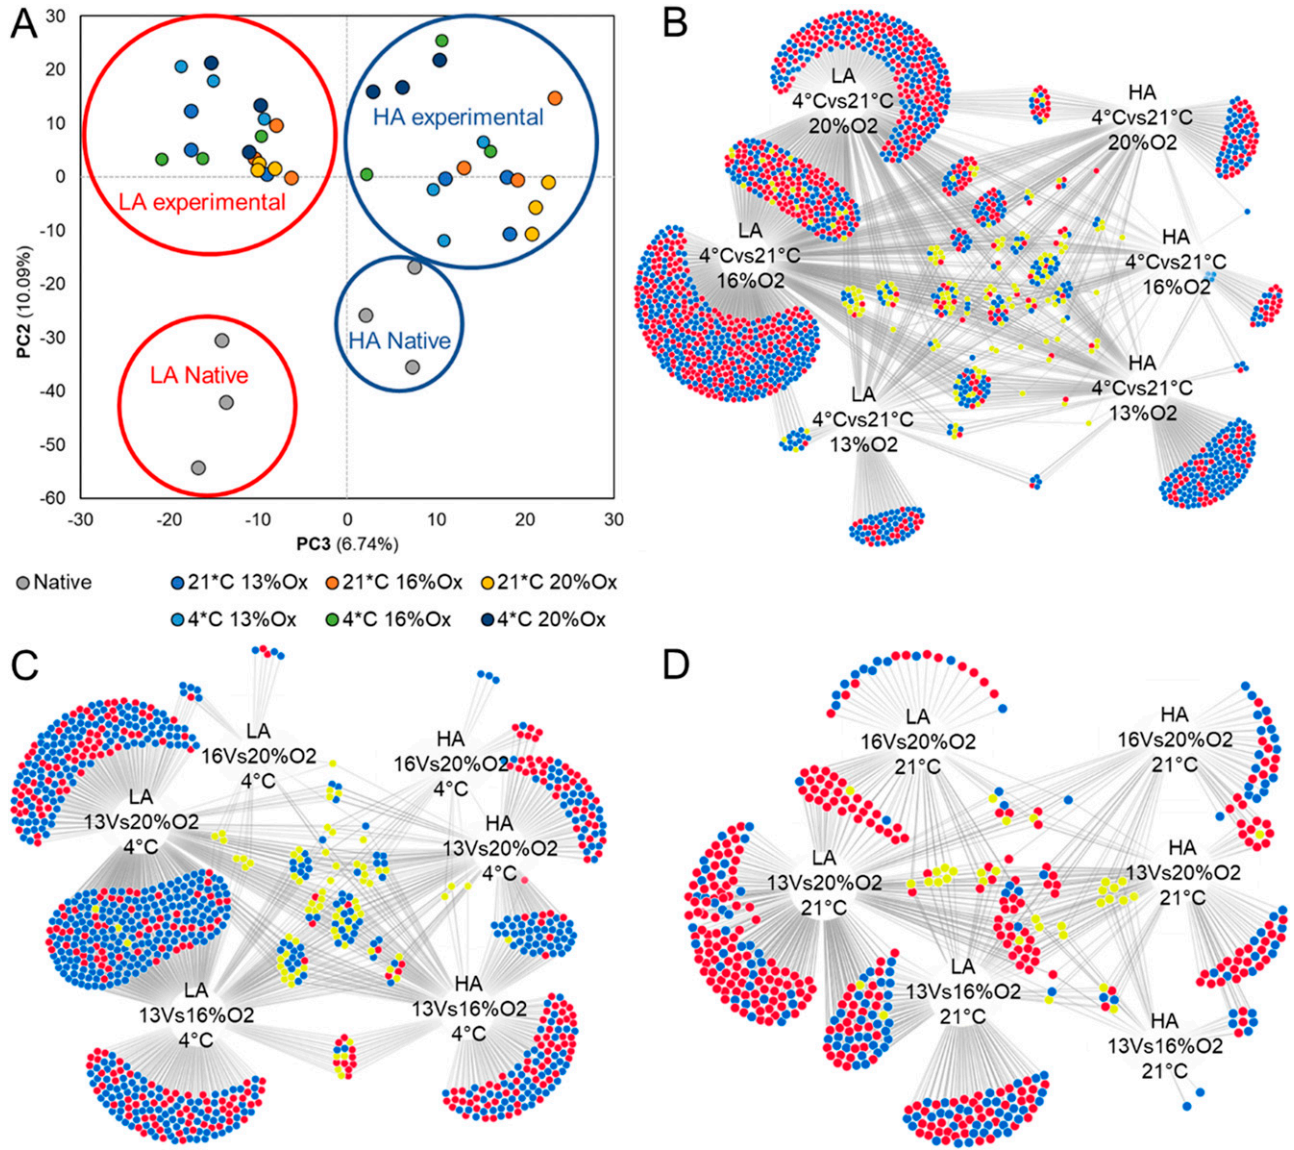 A
30
20
10
0
-10
-20
-30
-40
-50
-60
PC2 (10.09%)
LA experimental
HA experimental
HA Native
LA Native
-30
-20
-10
0
10
20
30
PC3 (6.74%)
Native
21*C 13%Ox
21*C 16%Ox
21*C 20%Ox
4*C 13%Ox
4*C 16%Ox
4*C 20%Ox
B
LA
4°Cvs21°C
20%O2
HA
4°Cvs21°C
20%O2
LA
4°Cvs21°C
16%O2
HA
4°Cvs21°C
16%O2
LA
4°Cvs21°C
13%O2
HA
4°Cvs21°C
13%O2
C
LA
16Vs20%O2
4°C
HA
16Vs20%O2
4°C
LA
13Vs20%O2
4°C
HA
13Vs20%O2
4°C
LA
13Vs16%O2
4°C
HA
13Vs16%O2
4°C
D
LA
16Vs20%O2
21°C
HA
16Vs20%O2
21°C
LA
13Vs20%O2
21°C
HA
13Vs20%O2
21°C
LA
13Vs16%O2
21°C
HA
13Vs16%O2
21°C